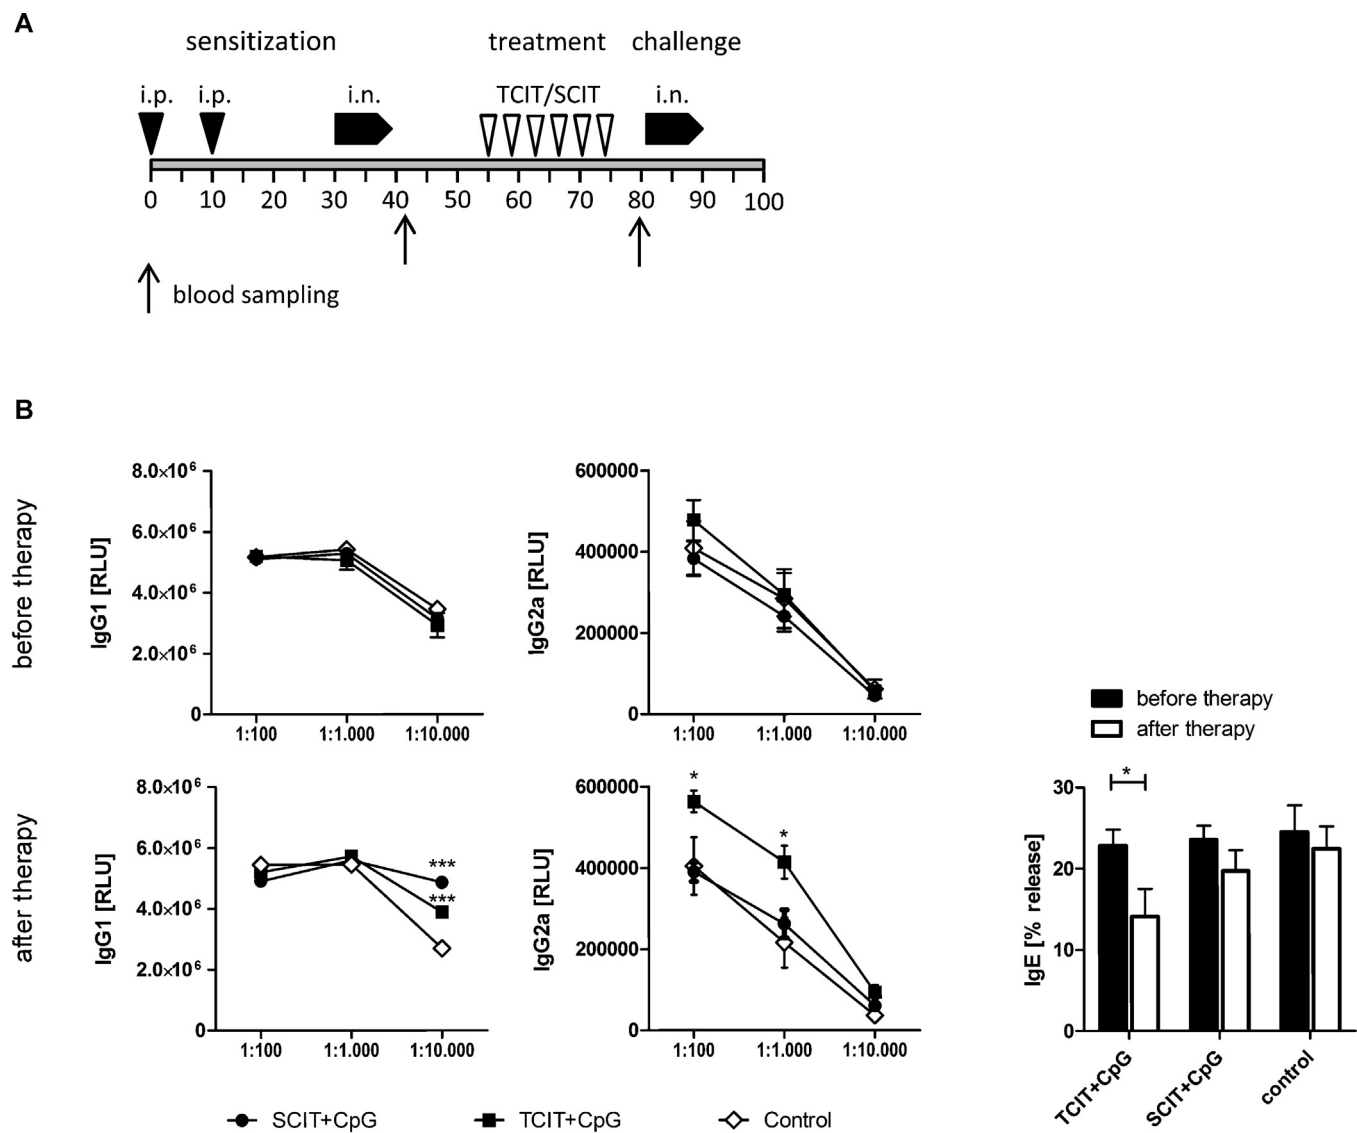 A
sensitization treatment challenge
i.p. i.p. i.n. TCIT/SCIT i.n.
0 10 20 30 40 50 60 70 80 90 100
blood sampling
B
before therapy
IgG1 [RLU]
8.0×10⁶
6.0×10⁶
4.0×10⁶
2.0×10⁶
0
1:100 1:1.000 1:10.000
IgG2a [RLU]
600000
400000
200000
0
1:100 1:1.000 1:10.000
after therapy
IgG1 [RLU]
8.0×10⁶
6.0×10⁶
4.0×10⁶
2.0×10⁶
0
***
***
1:100 1:1.000 1:10.000
IgG2a [RLU]
600000
400000
200000
0
*
*
1:100 1:1.000 1:10.000
before therapy
after therapy
IgE [% release]
30
20
10
0
*
TCIT+CpG SCIT+CpG control
SCIT+CpG TCIT+CpG Control